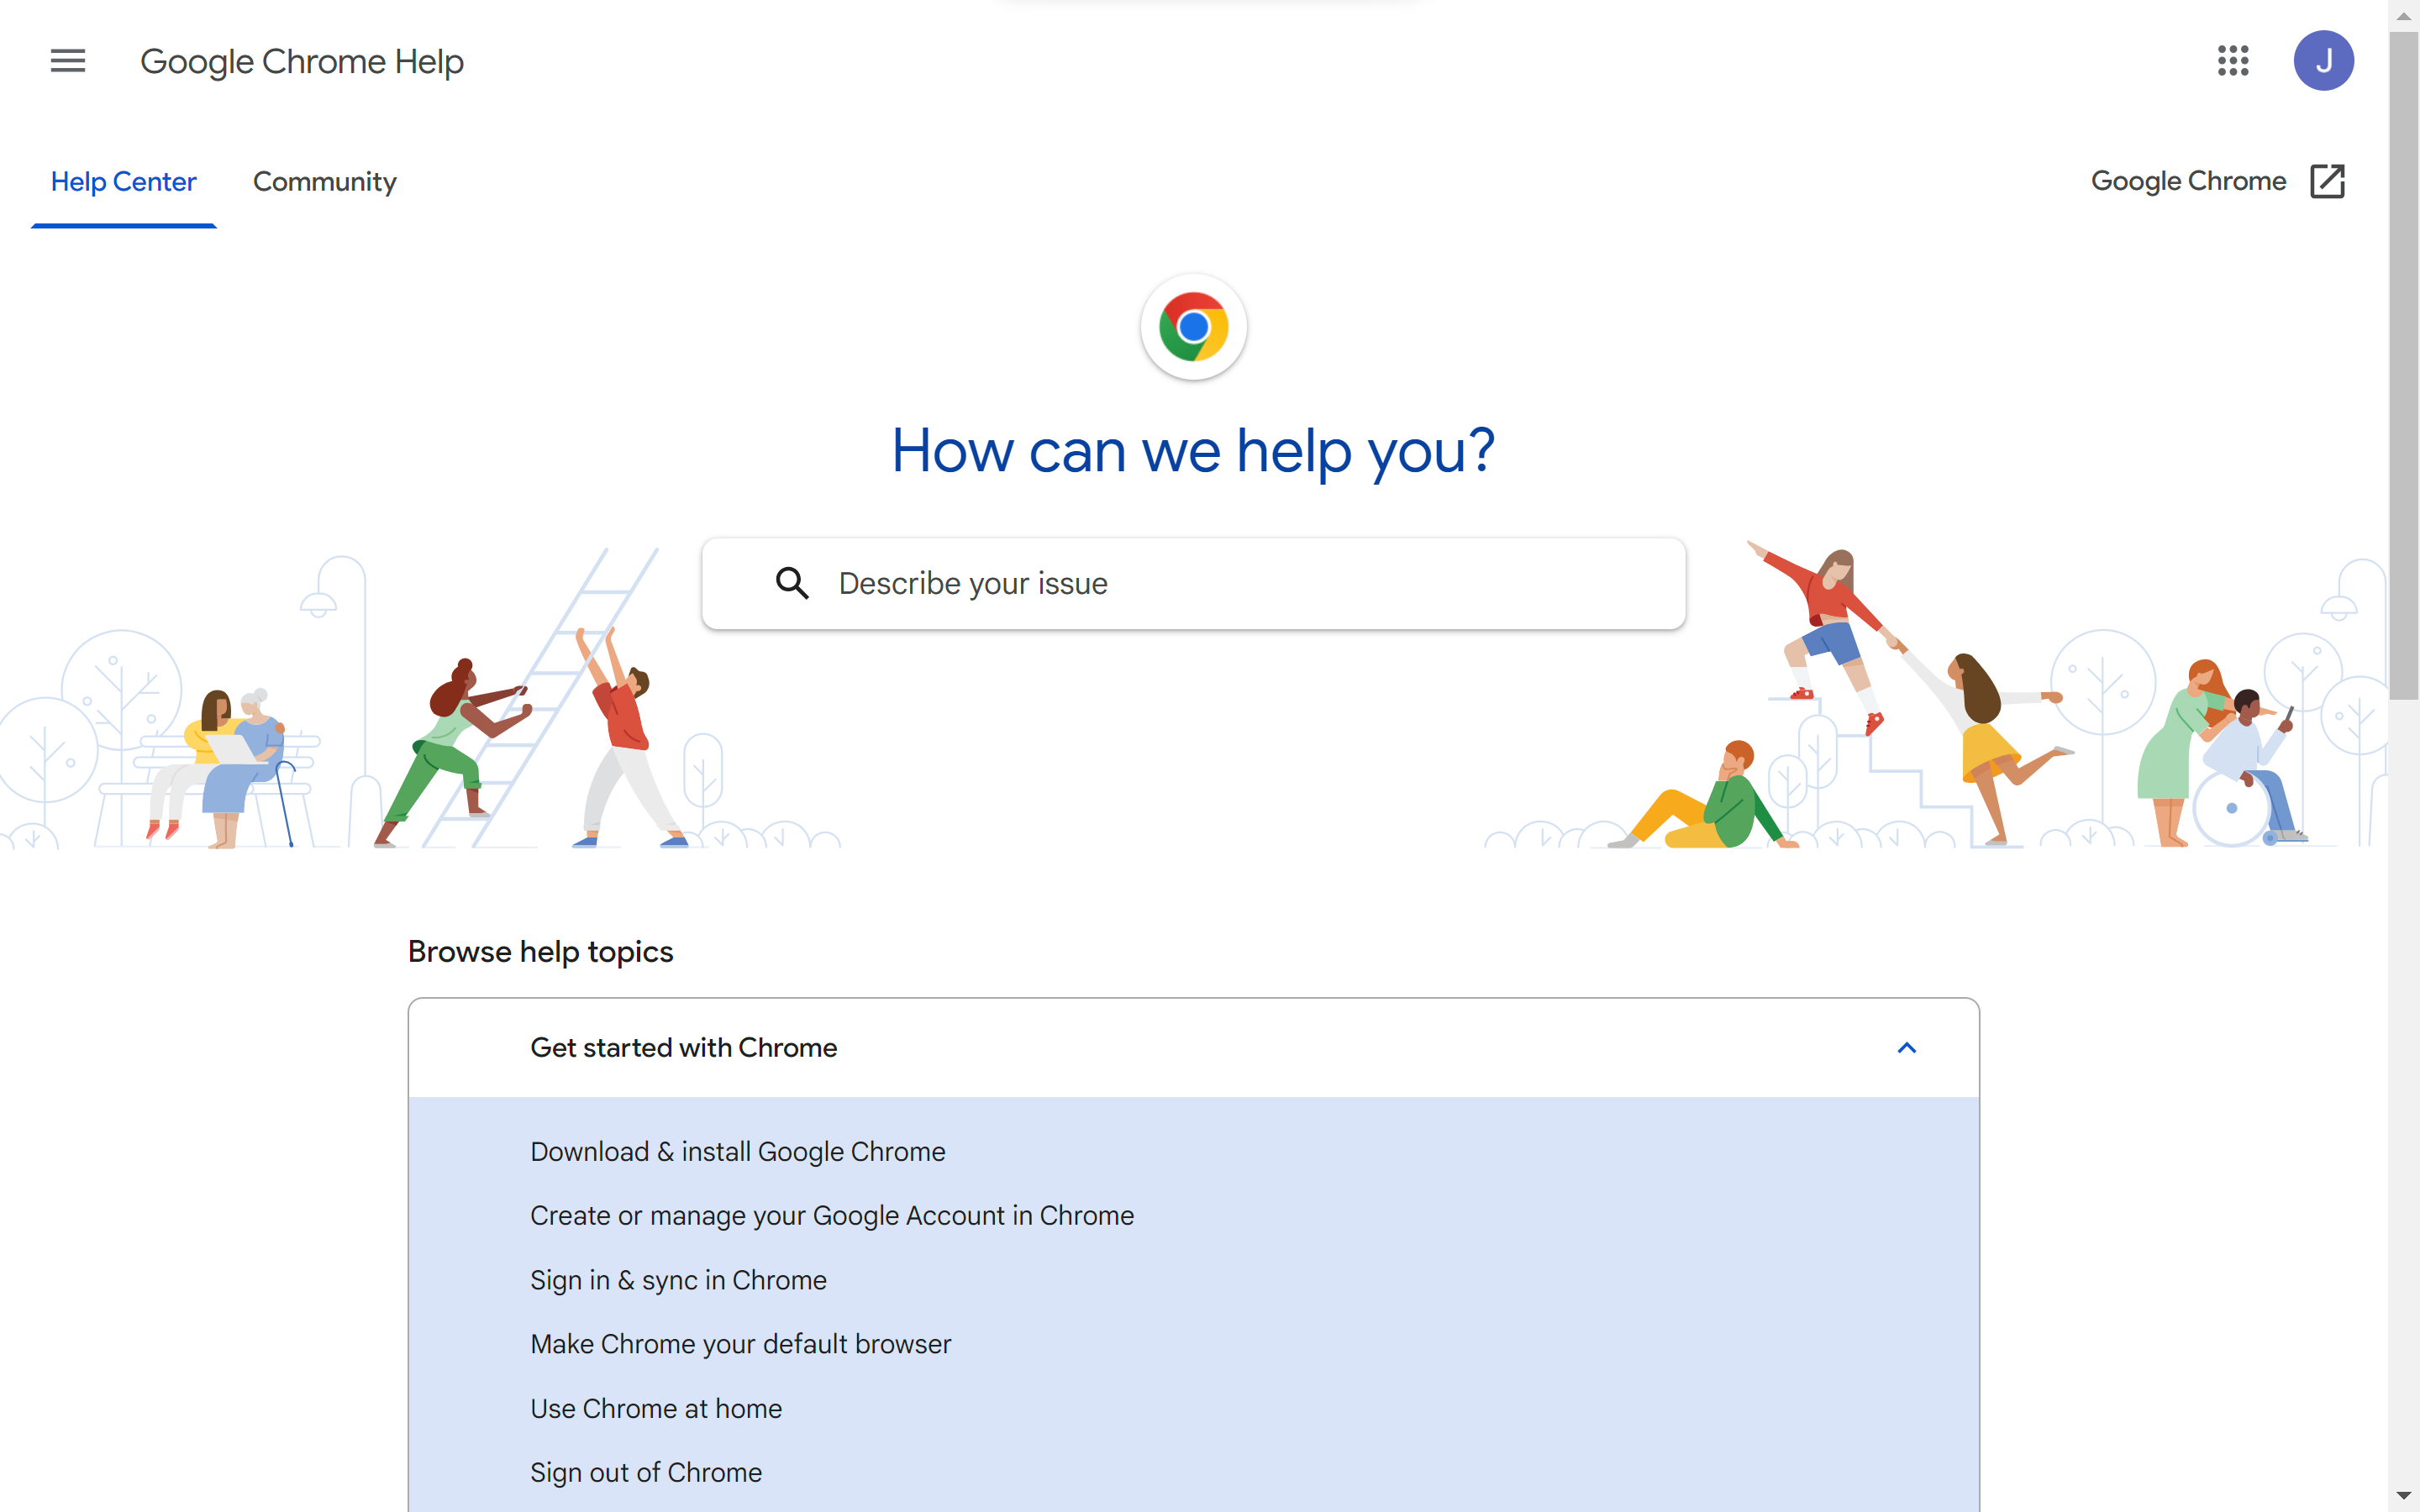 Google Chrome Help
J
Help Center
Community
Google Chrome
How can we help you?
Describe your issue
Browse help topics
Get started with Chrome
Download & install Google Chrome
Create or manage your Google Account in Chrome
Sign in & sync in Chrome
Make Chrome your default browser
Use Chrome at home
Sign out of Chrome